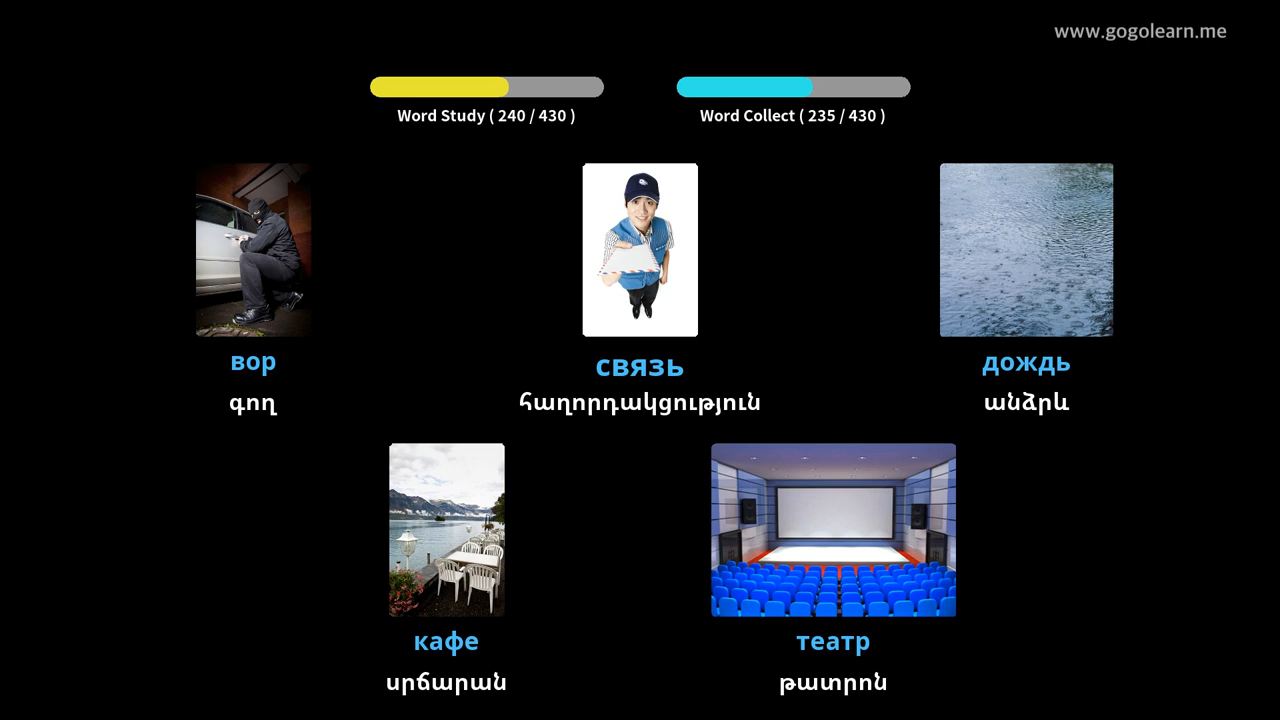 www.gogolearn.me
Word Study ( 240 / 430 )
Word Collect ( 235 / 430 )
вор
связь
дождь
գող
հաղորդակցություն
անձրև
кафе
театр
սրճարան
թատրոն